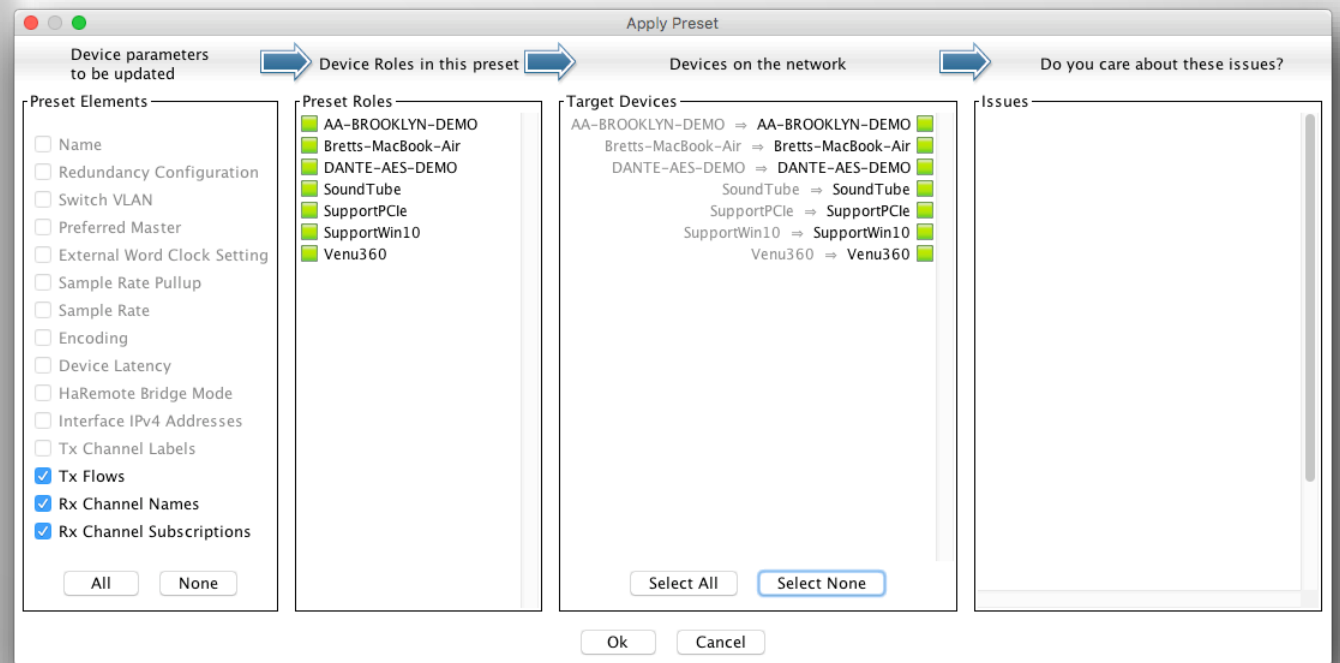 Apply Preset
Device parameters
to be updated
Device Roles in this preset
Devices on the network
Do you care about these issues?
Preset Elements
Name
Redundancy Configuration
Switch VLAN
Preferred Master
External Word Clock Setting
Sample Rate Pullup
Sample Rate
Encoding
Device Latency
HaRemote Bridge Mode
Interface IPv4 Addresses
Tx Channel Labels
Tx Flows
Rx Channel Names
Rx Channel Subscriptions
All None
Preset Roles
AA-BROOKLYN-DEMO
Bretts-MacBook-Air
DANTE-AES-DEMO
SoundTube
SupportPCIe
SupportWin10
Venu360
Target Devices
AA-BROOKLYN-DEMO ⇒ AA-BROOKLYN-DEMO
Bretts-MacBook-Air ⇒ Bretts-MacBook-Air
DANTE-AES-DEMO ⇒ DANTE-AES-DEMO
SoundTube ⇒ SoundTube
SupportPCIe ⇒ SupportPCIe
SupportWin10 ⇒ SupportWin10
Venu360 ⇒ Venu360
Select All Select None
Issues
Ok Cancel